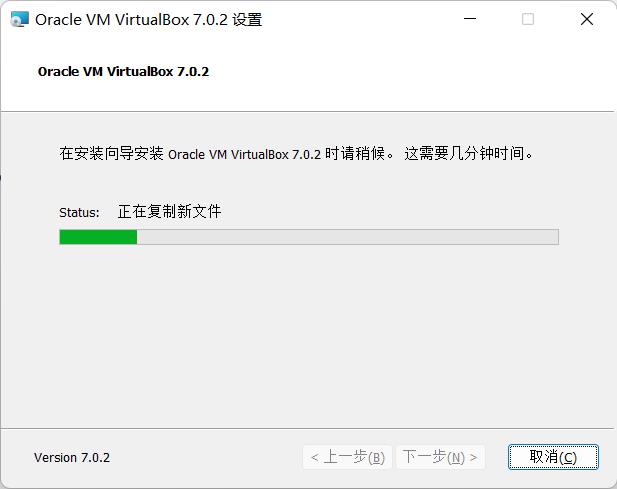 Oracle VM VirtualBox 7.0.2 设置
Oracle VM VirtualBox 7.0.2
在安装向导安装 Oracle VM VirtualBox 7.0.2 时请稍候。 这需要几分钟时间。
Status: 正在复制新文件
Version 7.0.2 < 上一步(B) 下一步(N) > 取消(C)